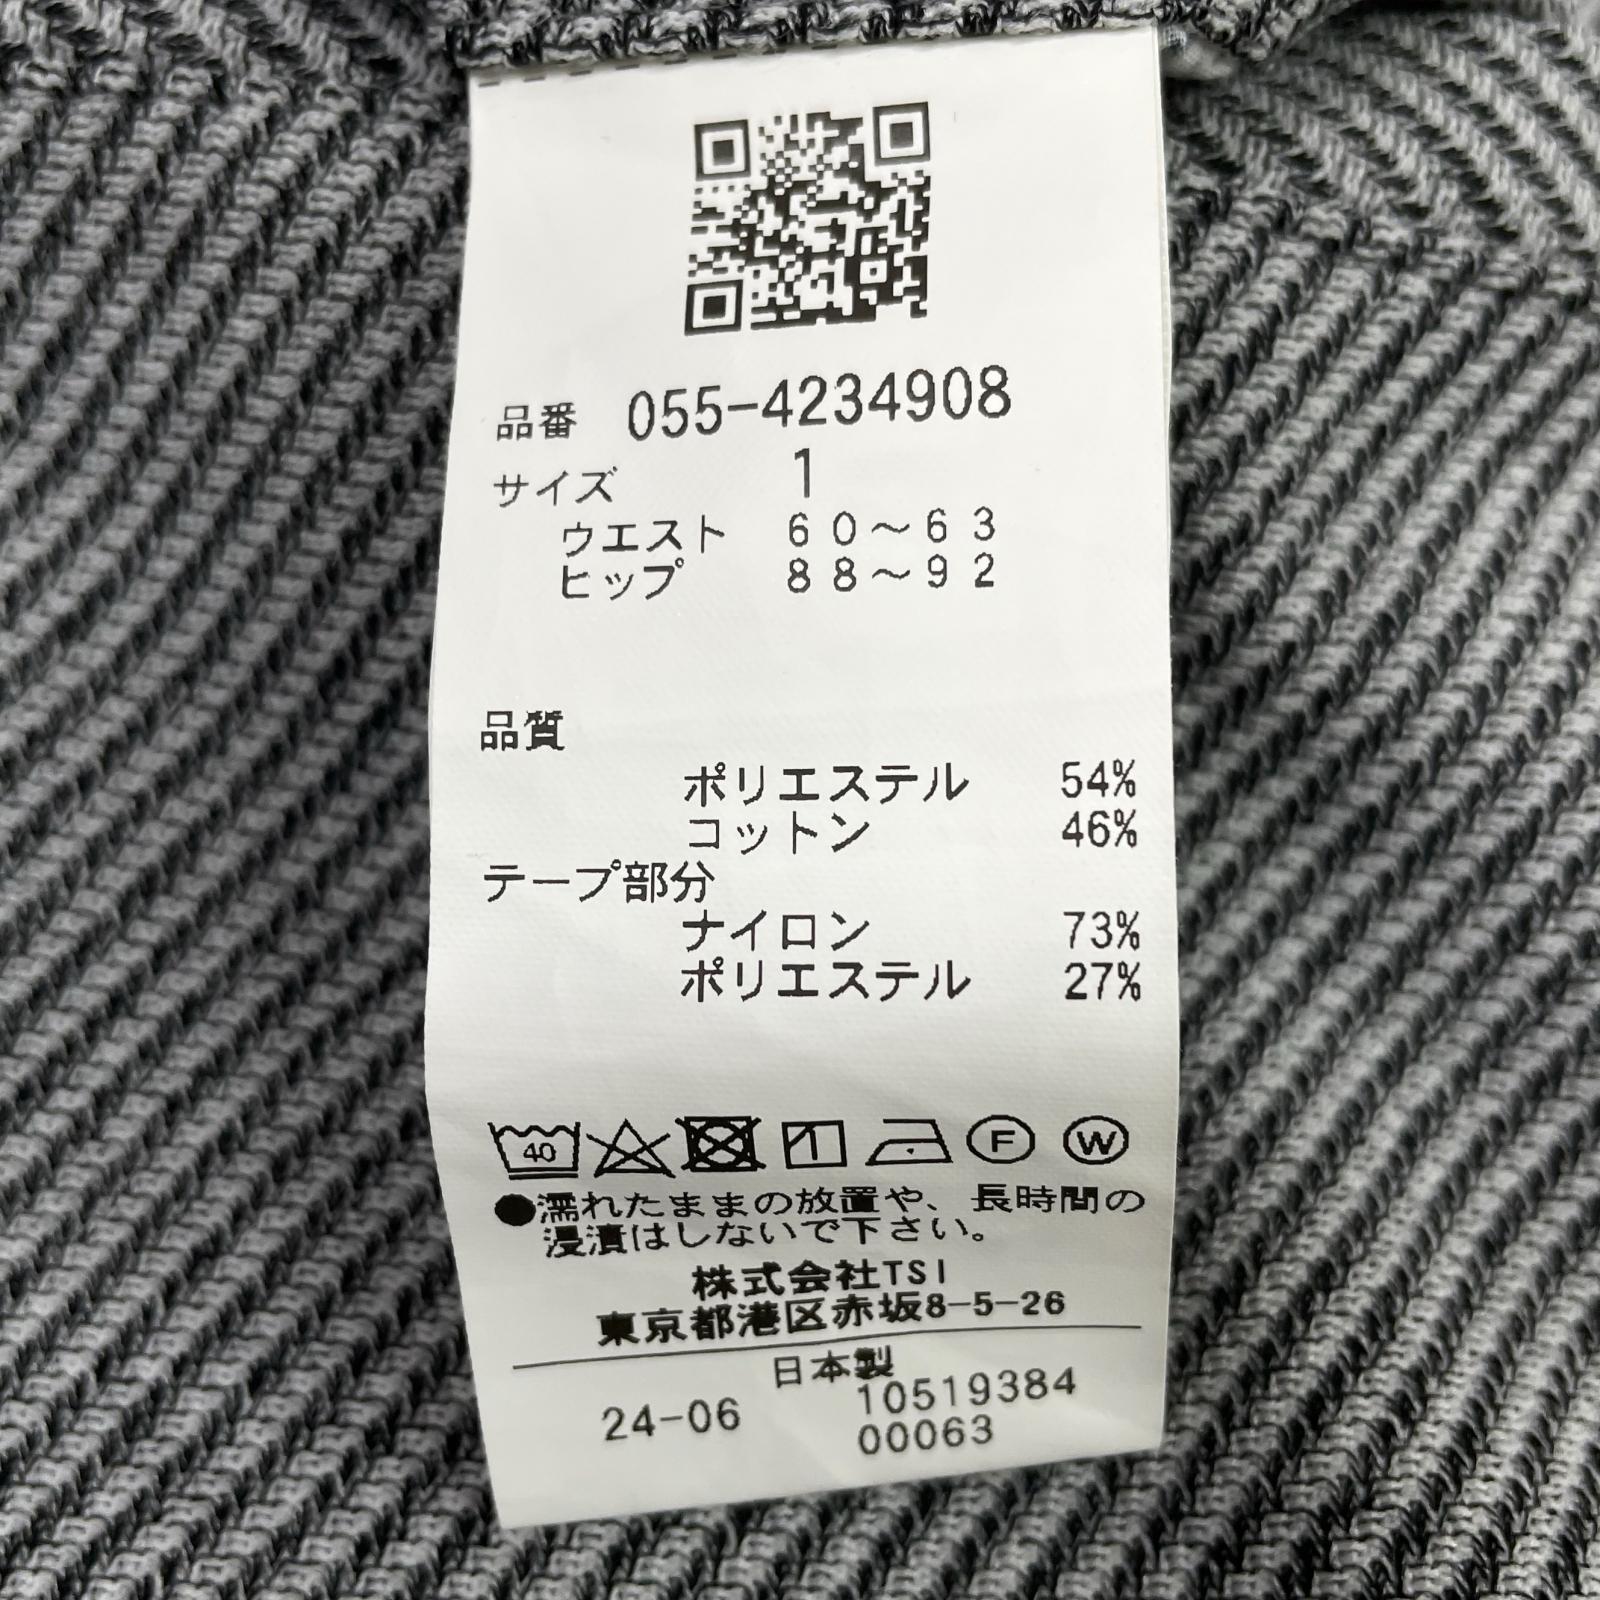 品番 055-4234908
サイズ 1
ウエスト 60～63
ヒップ 88～92
品質
ポリエステル 54%
コットン 46%
テープ部分
ナイロン 73%
ポリエステル 27%
40 F W
●濡れたままの放置や、長時間の
浸漬はしないで下さい。
株式会社TSI
東京都港区赤坂8-5-26
日本製
24-06 10519384
00063